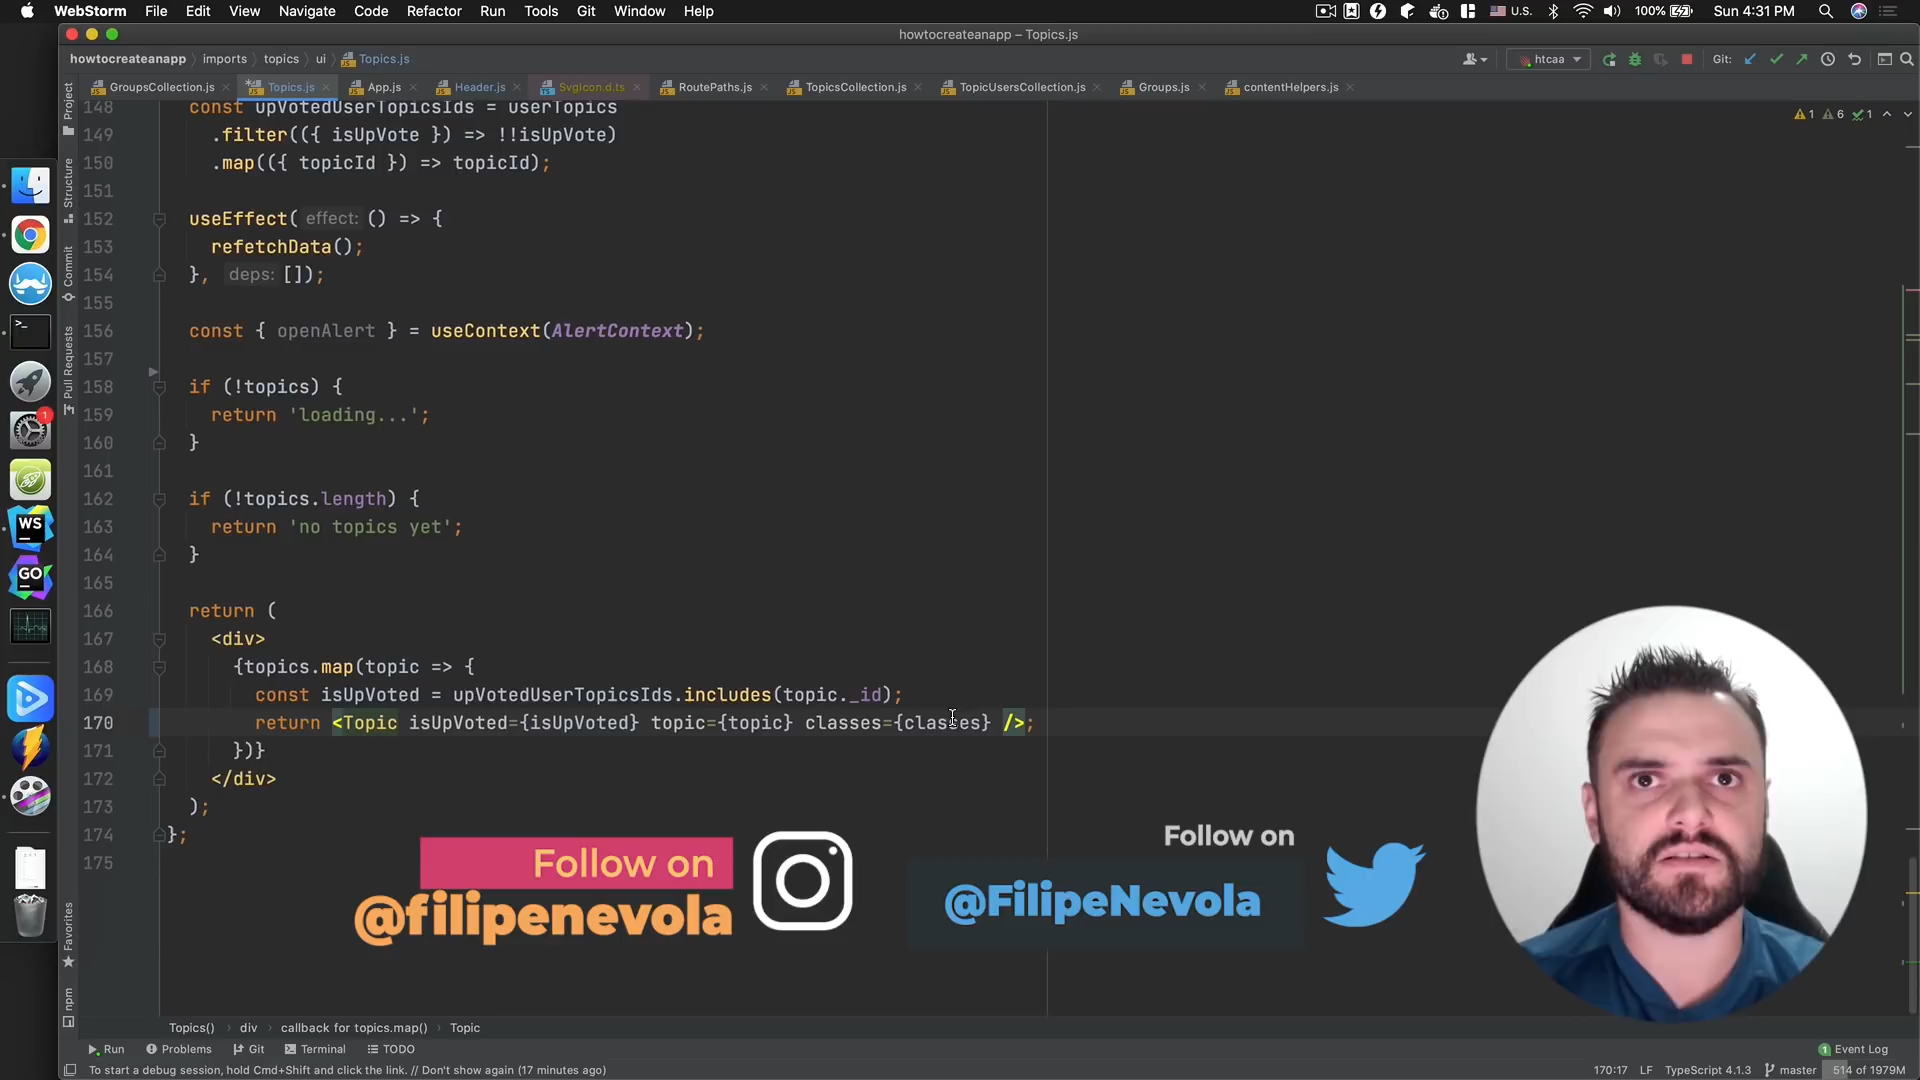 WebStorm File Edit View Navigate Code Refactor Run Tools Git Window Help U.S. 100% Sun 4:31 PM
howtocreateanapp – Topics.js
howtocreateanapp imports topics ui Topics.js htcaa Git:
GroupsCollection.js Topics.js App.js Header.js SvgIcon.d.ts RoutePaths.js TopicsCollection.js TopicUsersCollection.js Groups.js contentHelpers.js
Project
Structure
Commit
Pull Requests
Favorites
npm
1 6 1
148 const upVotedUserTopicsIds = userTopics
149 .filter(({ isUpVote }) => !!isUpVote)
150 .map(({ topicId }) => topicId);
151
152 useEffect( effect: () => {
153 refetchData();
154 }, deps: []);
155
156 const { openAlert } = useContext(AlertContext);
157
158 if (!topics) {
159 return 'loading...';
160 }
161
162 if (!topics.length) {
163 return 'no topics yet';
164 }
165
166 return (
167 <div>
168 {topics.map(topic => {
169 const isUpVoted = upVotedUserTopicsIds.includes(topic._id);
170 return <Topic isUpVoted={isUpVoted} topic={topic} classes={classes} />;
171 })}
172 </div>
173 );
174 };
175
1
WS
GO
Follow on
@filipenevola
Follow on
@FilipeNevola
Topics() div callback for topics.map() Topic
Run Problems Git Terminal TODO 1 Event Log
To start a debug session, hold Cmd+Shift and click the link. // Don't show again (17 minutes ago) 170:17 LF TypeScript 4.1.3 master 514 of 1979M